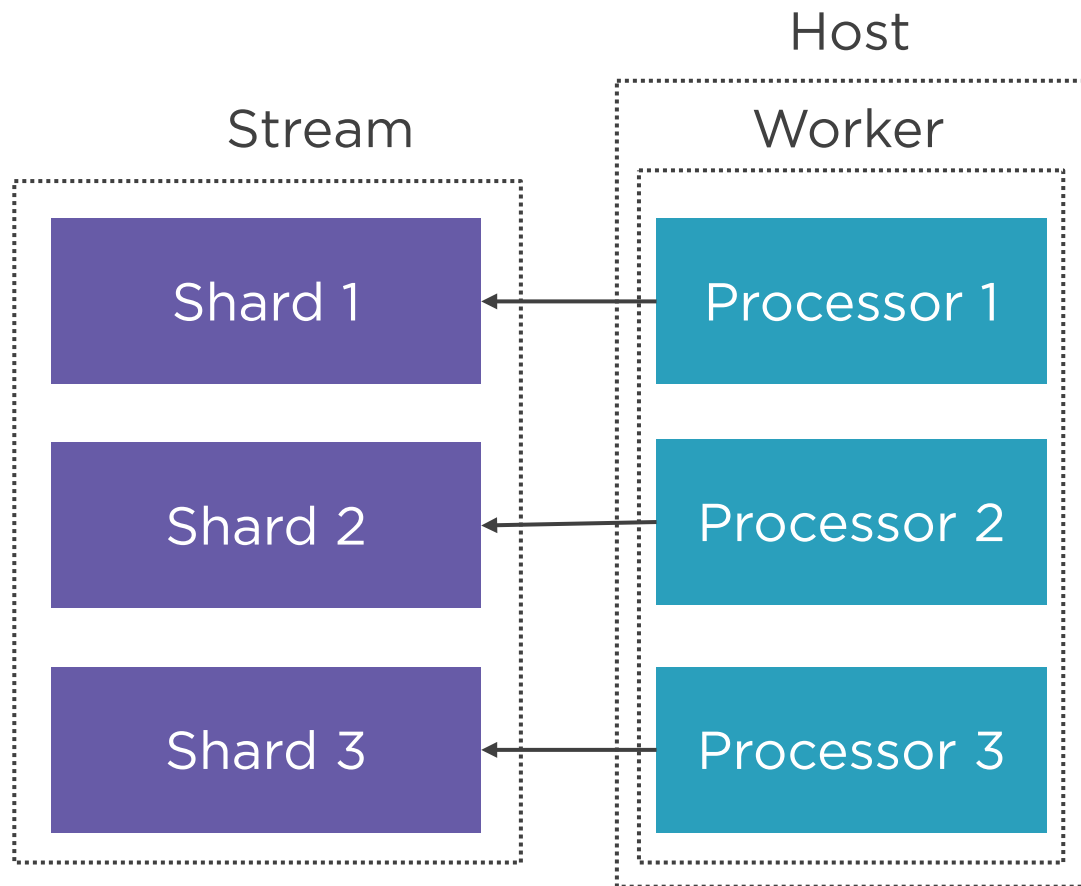 Host
Stream
Worker
Shard 1
Processor 1
Shard 2
Processor 2
Shard 3
Processor 3